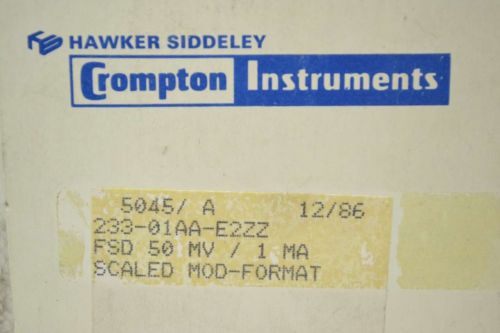 HAWKER SIDDELEY
Crompton Instruments
5045/ A 12/86
233-01AA-E2ZZ
FSD 50 MV / 1 MA
SCALED MOD-FORMAT